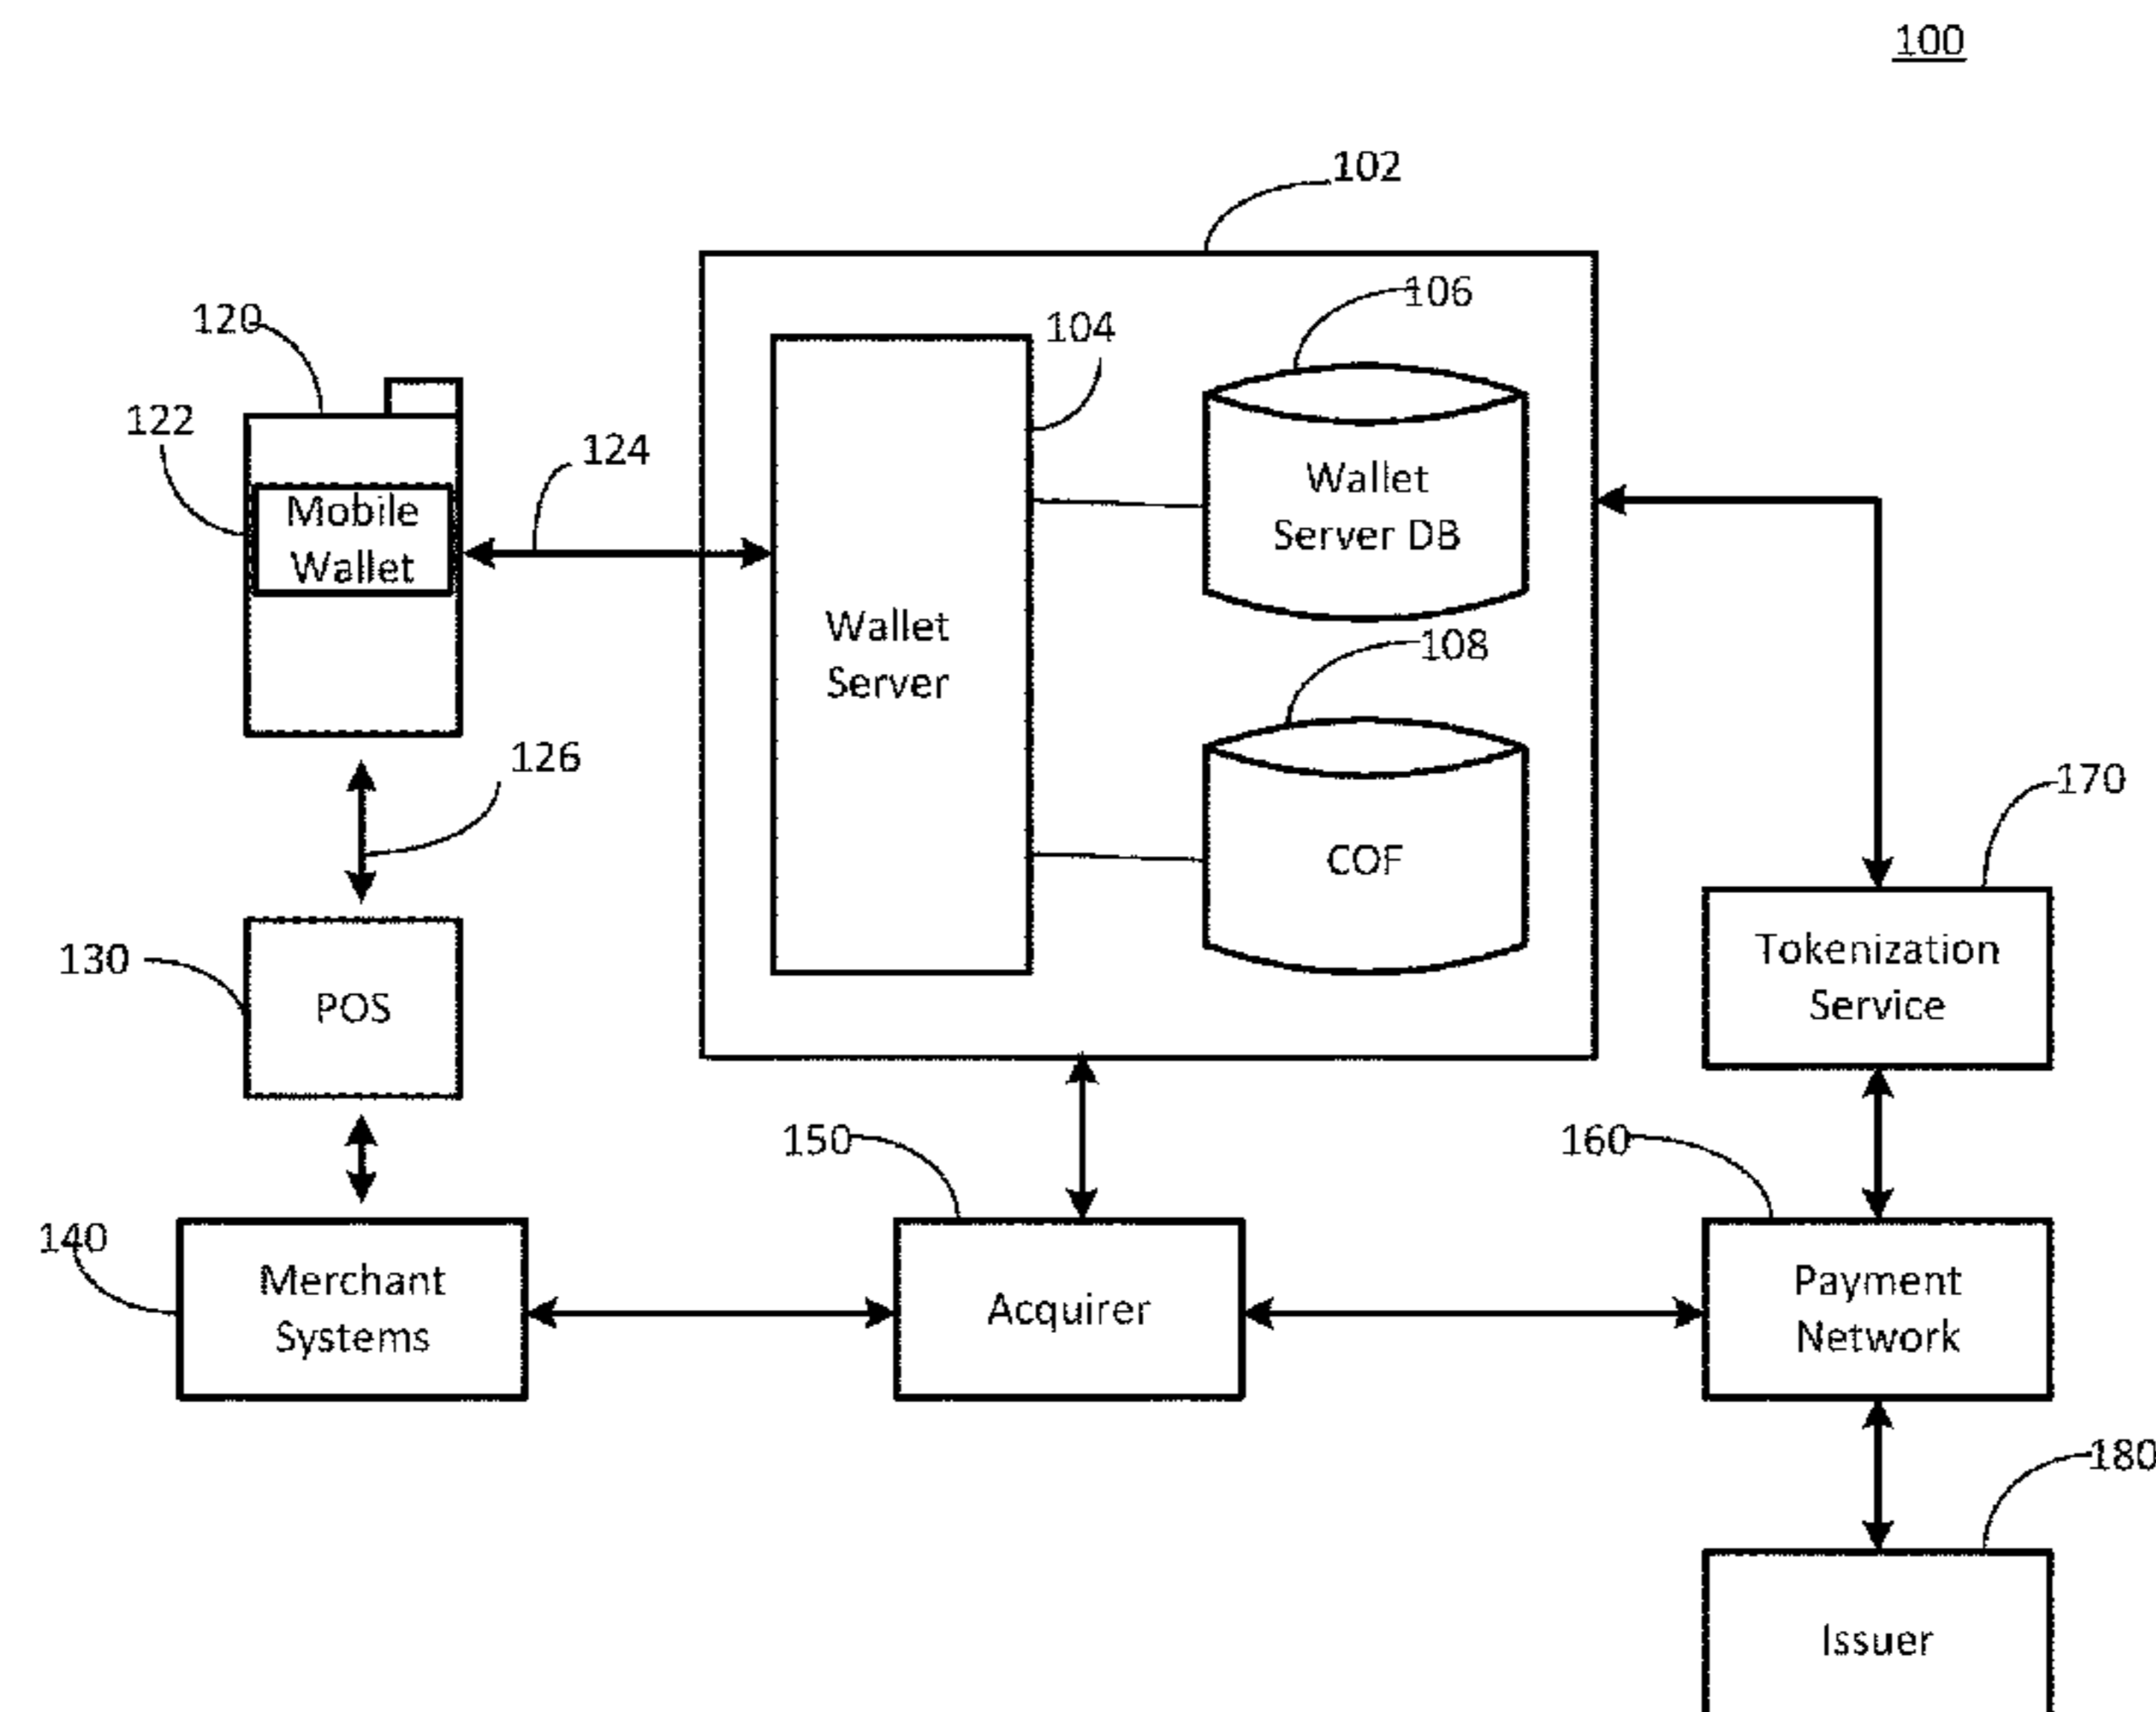 100
102
106
104
120
122
124
Mobile
Wallet
Wallet
Server DB
Wallet
Server
108
126
170
COF
130
POS
Tokenization
Service
150
160
140
Merchant
Systems
Acquirer
Payment
Network
180
Issuer